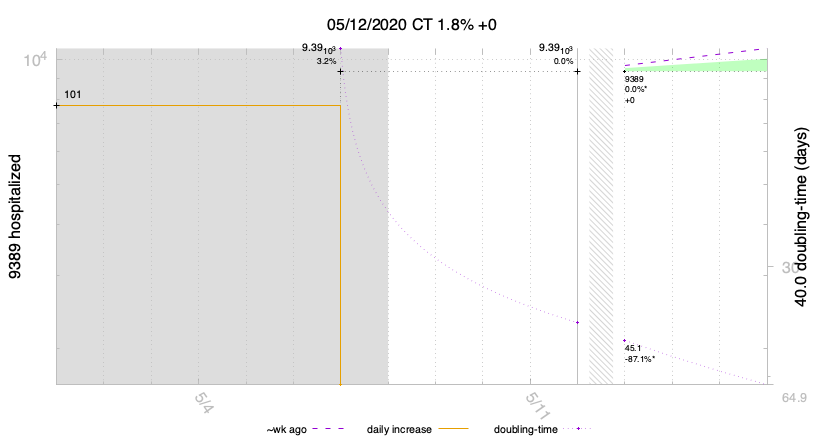 05/12/2020 CT 1.8% +0
10⁴
9.39₁₀₃
3.2%
9.39₁₀₃
0.0%
101
9389
0.0%*
+0
9389 hospitalized
40.0 doubling-time (days)
30
45.1
-87.1%*
64.9
5/4
5/11
~wk ago
daily increase
doubling-time